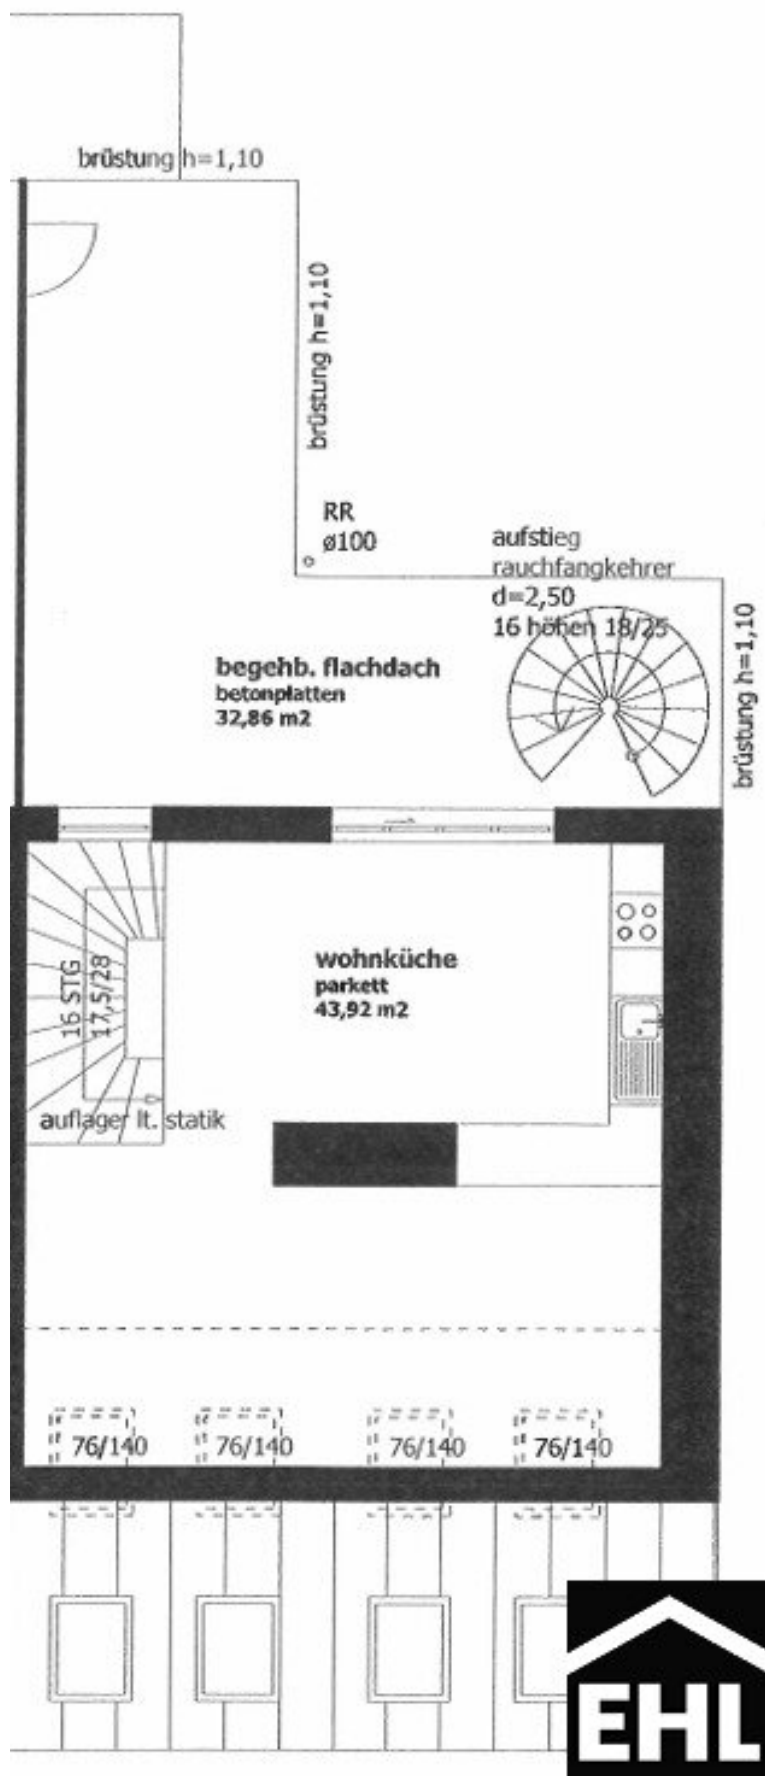 brüstung h=1,10
brüstung h=1,10
RR
ø100
aufstieg
rauchfangkehrer
d=2,50
16 höhen 18/25
brüstung h=1,10
begehb. flachdach
betonplatten
32,86 m2
wohnküche
parkett
43,92 m2
16 STG
17,5/28
auflager lt. statik
76/140
76/140
76/140
76/140
EHL